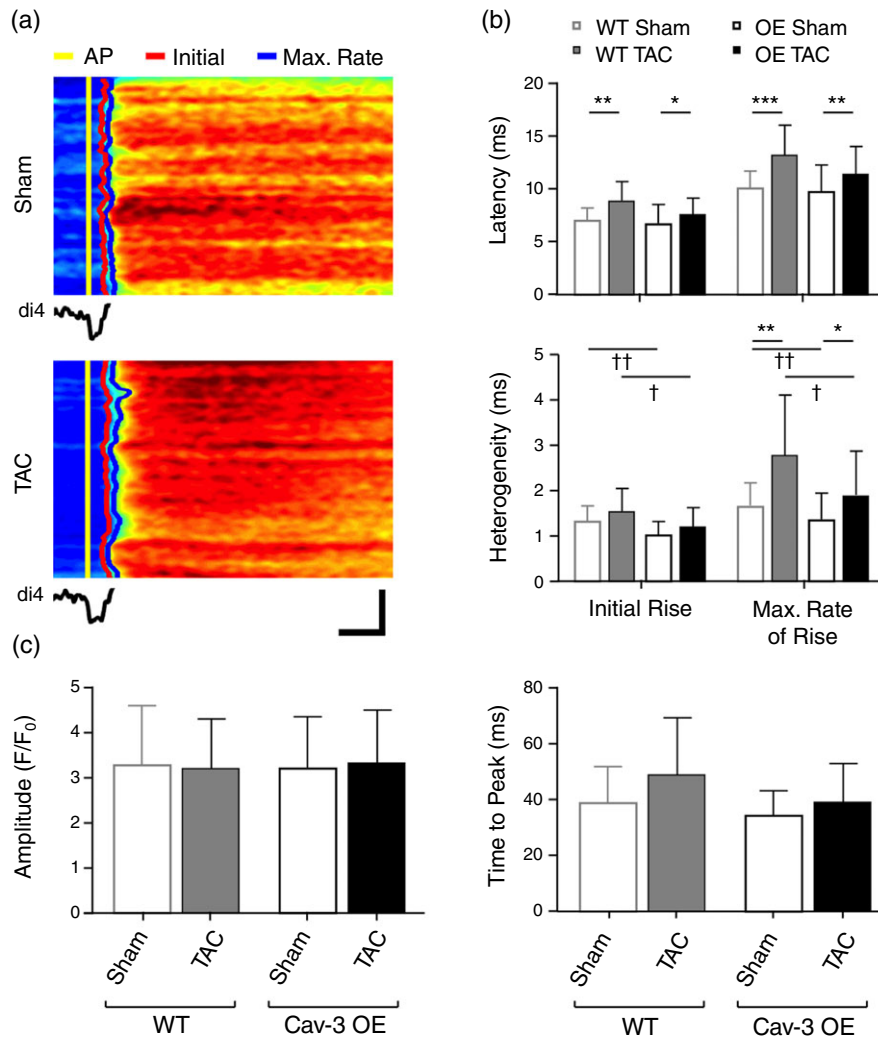 (a)
AP Initial Max. Rate
Sham
di4
TAC
di4
(b)
WT Sham OE Sham
WT TAC OE TAC
Latency (ms)
20
15
10
5
0
** * *** **
Heterogeneity (ms)
5
4
3
2
1
0
** *
†† ††
† †
Initial Rise Max. Rate
of Rise
(c)
Amplitude (F/F0)
5
4
3
2
1
0
Sham TAC Sham TAC
WT Cav-3 OE
Time to Peak (ms)
80
60
40
20
0
Sham TAC Sham TAC
WT Cav-3 OE